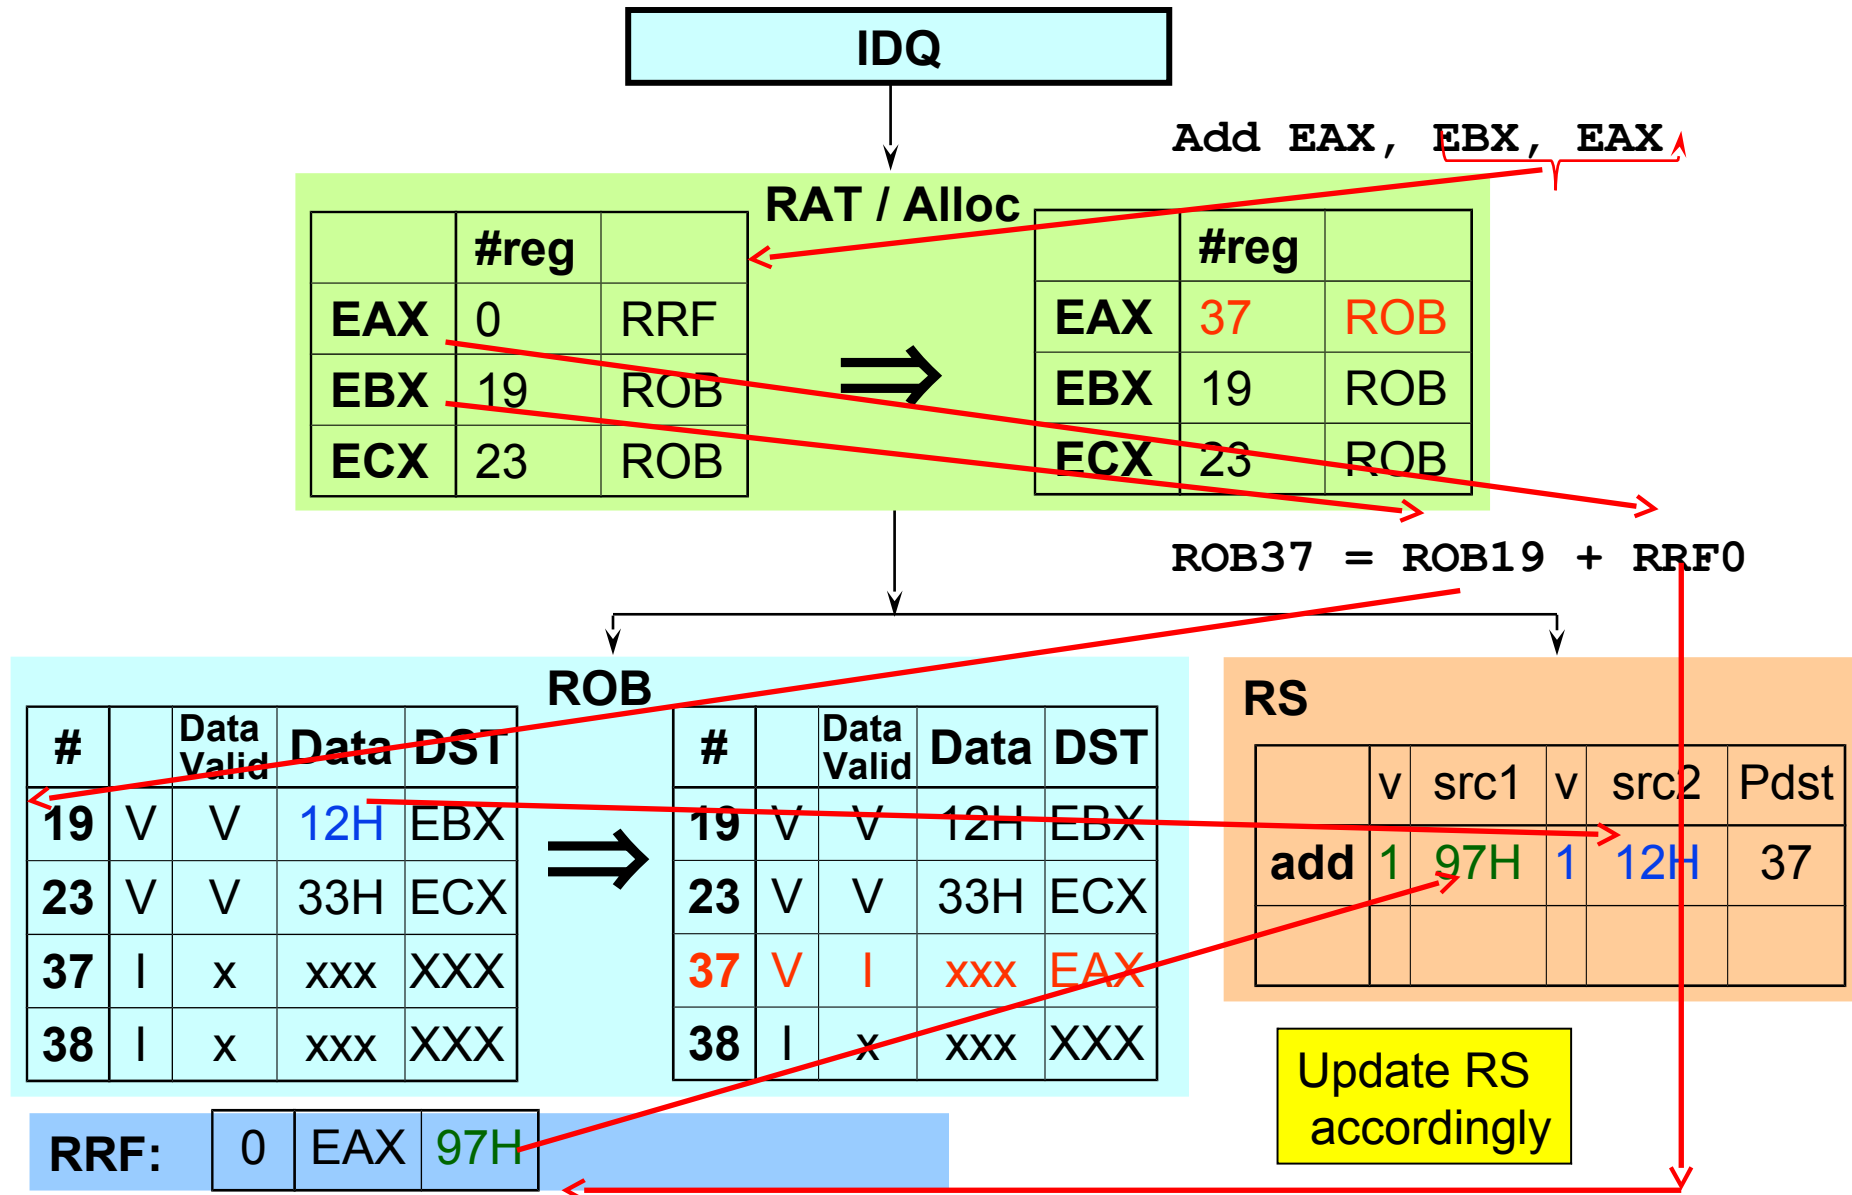 IDQ
Add EAX, EBX, EAX
RAT / Alloc
#reg
EAX 0 RRF
EBX 19 ROB
ECX 23 ROB
⇒
#reg
EAX 37 ROB
EBX 19 ROB
ECX 23 ROB
ROB37 = ROB19 + RRF0
ROB
# Data Valid Data DST
19 V V 12H EBX
23 V V 33H ECX
37 I x xxx XXX
38 I x xxx XXX
⇒
# Data Valid Data DST
19 V V 12H EBX
23 V V 33H ECX
37 V I xxx EAX
38 I x xxx XXX
RS
v src1 v src2 Pdst
add 1 97H 1 12H 37
Update RS
accordingly
RRF: 0 EAX 97H